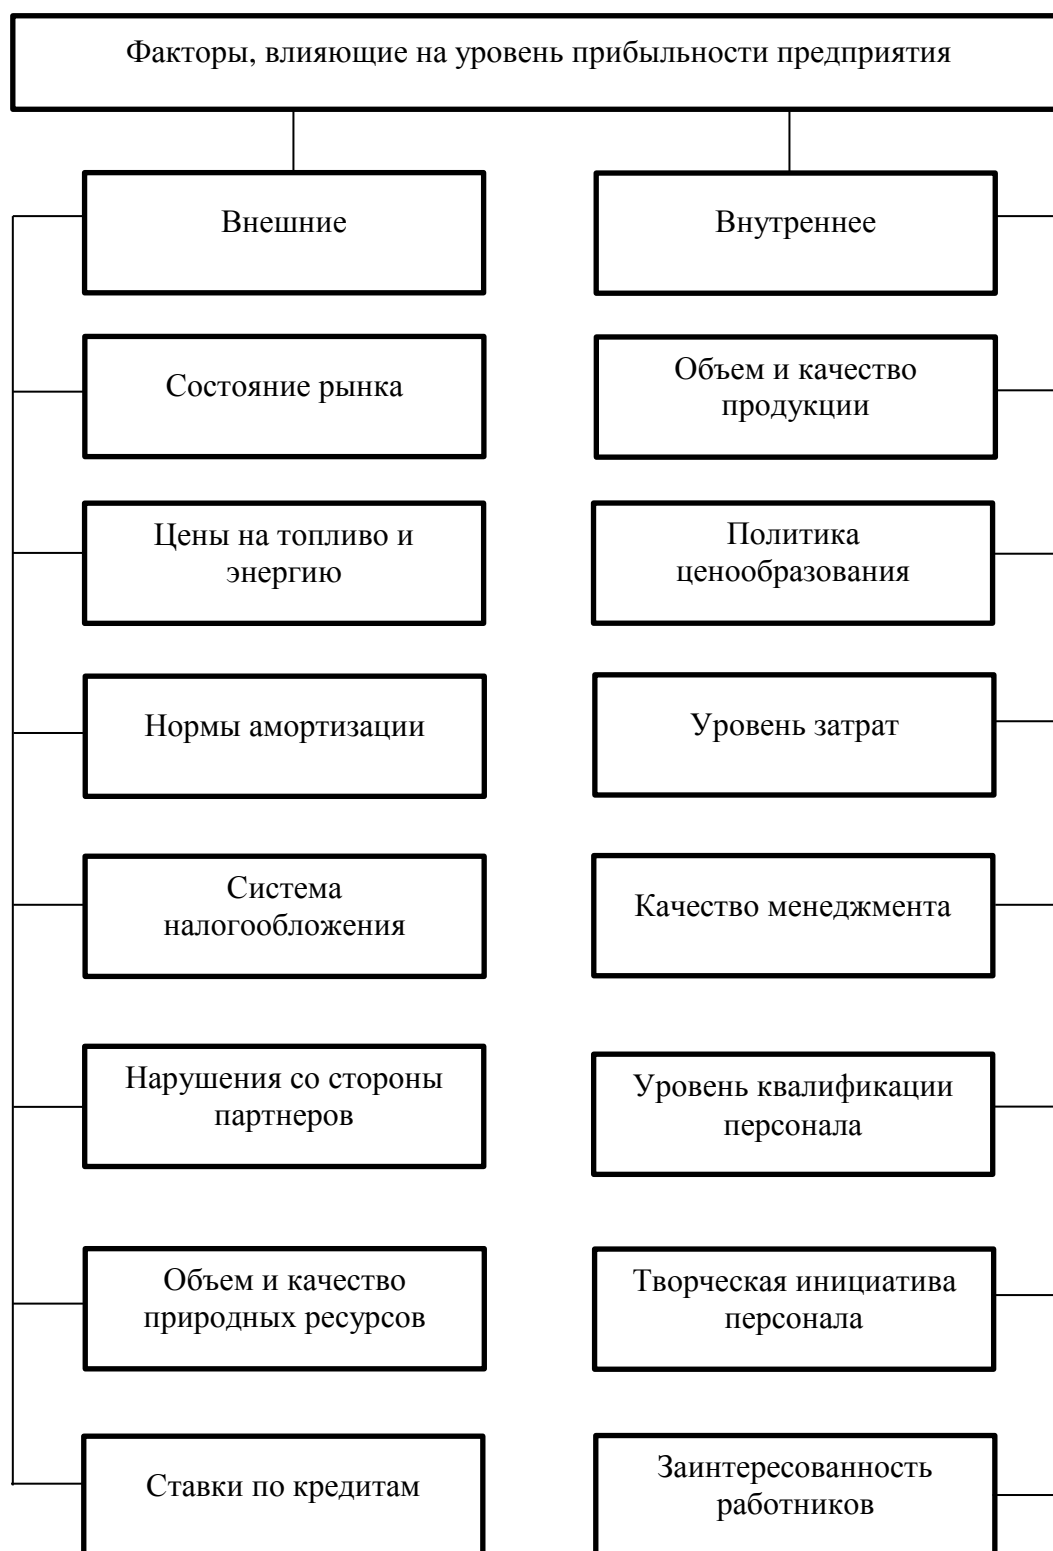 Факторы, влияющие на уровень прибыльности предприятия
Внешние
Внутреннее
Состояние рынка
Объем и качество
продукции
Цены на топливо и
энергию
Политика
ценообразования
Нормы амортизации
Уровень затрат
Система
налогообложения
Качество менеджмента
Нарушения со стороны
партнеров
Уровень квалификации
персонала
Объем и качество
природных ресурсов
Творческая инициатива
персонала
Ставки по кредитам
Заинтересованность
работников